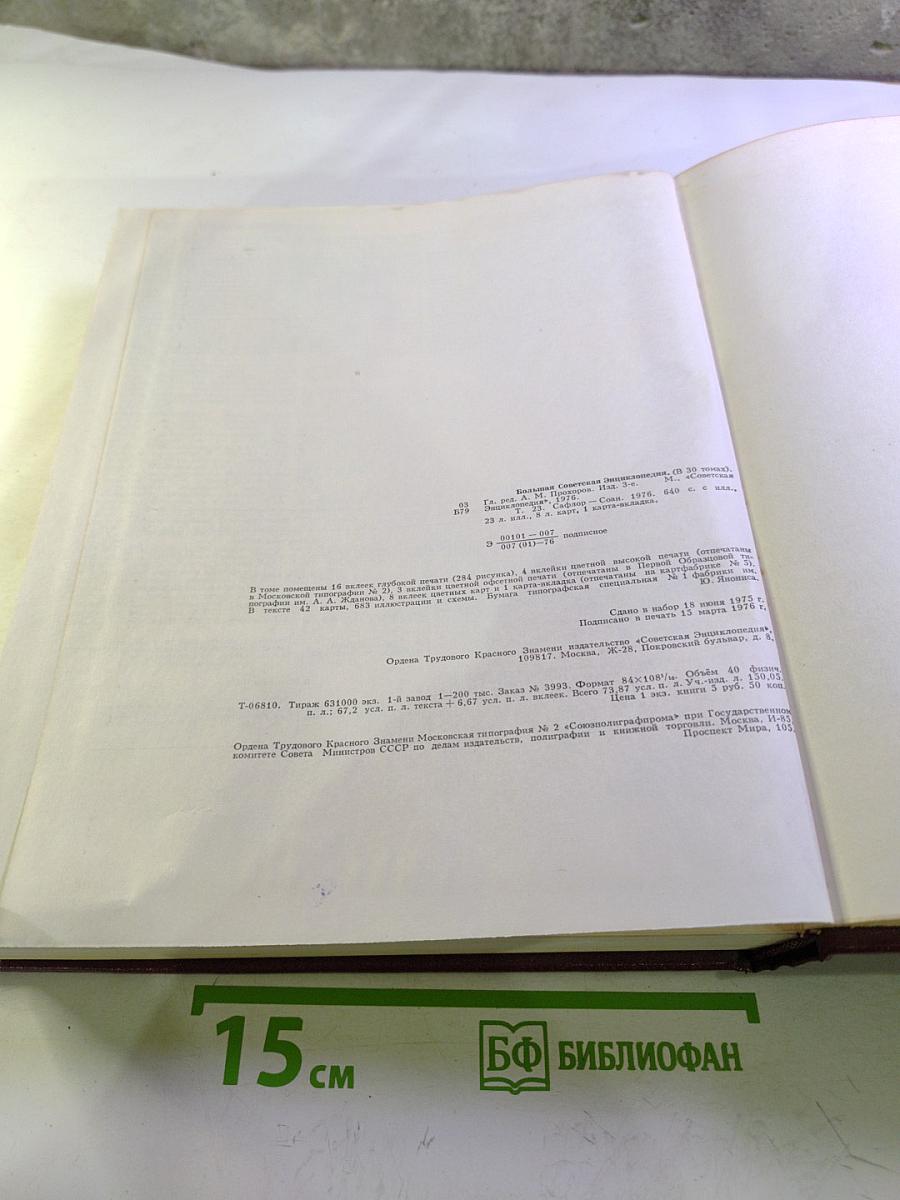 Большая Советская Энциклопедия. (В 30 томах).
03 Гл. ред. А. М. Прохоров. Изд. 3-е. М., «Советская
Б79 Энциклопедия», 1976.
Т. 23. Сафлор — Соан. 1976. 640 с. с илл.,
23 л. илл., 8 л. карт, 1 карта-вкладка.
00101 — 007
Э подписное
007 (01)—76
В томе помещены 16 вклеек глубокой печати (284 рисунка), 4 вклейки цветной высокой печати (отпечатаны
в Московской типографии № 2), 3 вклейки цветной офсетной печати (отпечатаны в Первой Образцовой ти-
пографии им. А. А. Жданова), 8 вклеек цветных карт и 1 карта-вкладка (отпечатаны на картфабрике № 5).
В тексте 42 карты, 683 иллюстрации и схемы. Бумага типографская специальная № 1 фабрики им.
Ю. Янониса.
Сдано в набор 18 июня 1975 г.
Подписано в печать 15 марта 1976 г.
Ордена Трудового Красного Знамени издательство «Советская Энциклопедия».
109817. Москва, Ж-28, Покровский бульвар, д. 8.
Т-06810. Тираж 631000 экз. 1-й завод 1—200 тыс. Заказ № 3993. Формат 84×108¹/₁₆. Объём 40 физич.
п. л.; 67,2 усл. п. л. текста + 6,67 усл. п. л. вклеек. Всего 73,87 усл. п. л. Уч.-изд. л. 150,05.
Цена 1 экз. книги 5 руб. 50 коп.
Ордена Трудового Красного Знамени Московская типография № 2 «Союзполиграфпрома» при Государственном
комитете Совета Министров СССР по делам издательств, полиграфии и книжной торговли. Москва, И-85,
Проспект Мира, 105.
15 см БФ БИБЛИОФАН